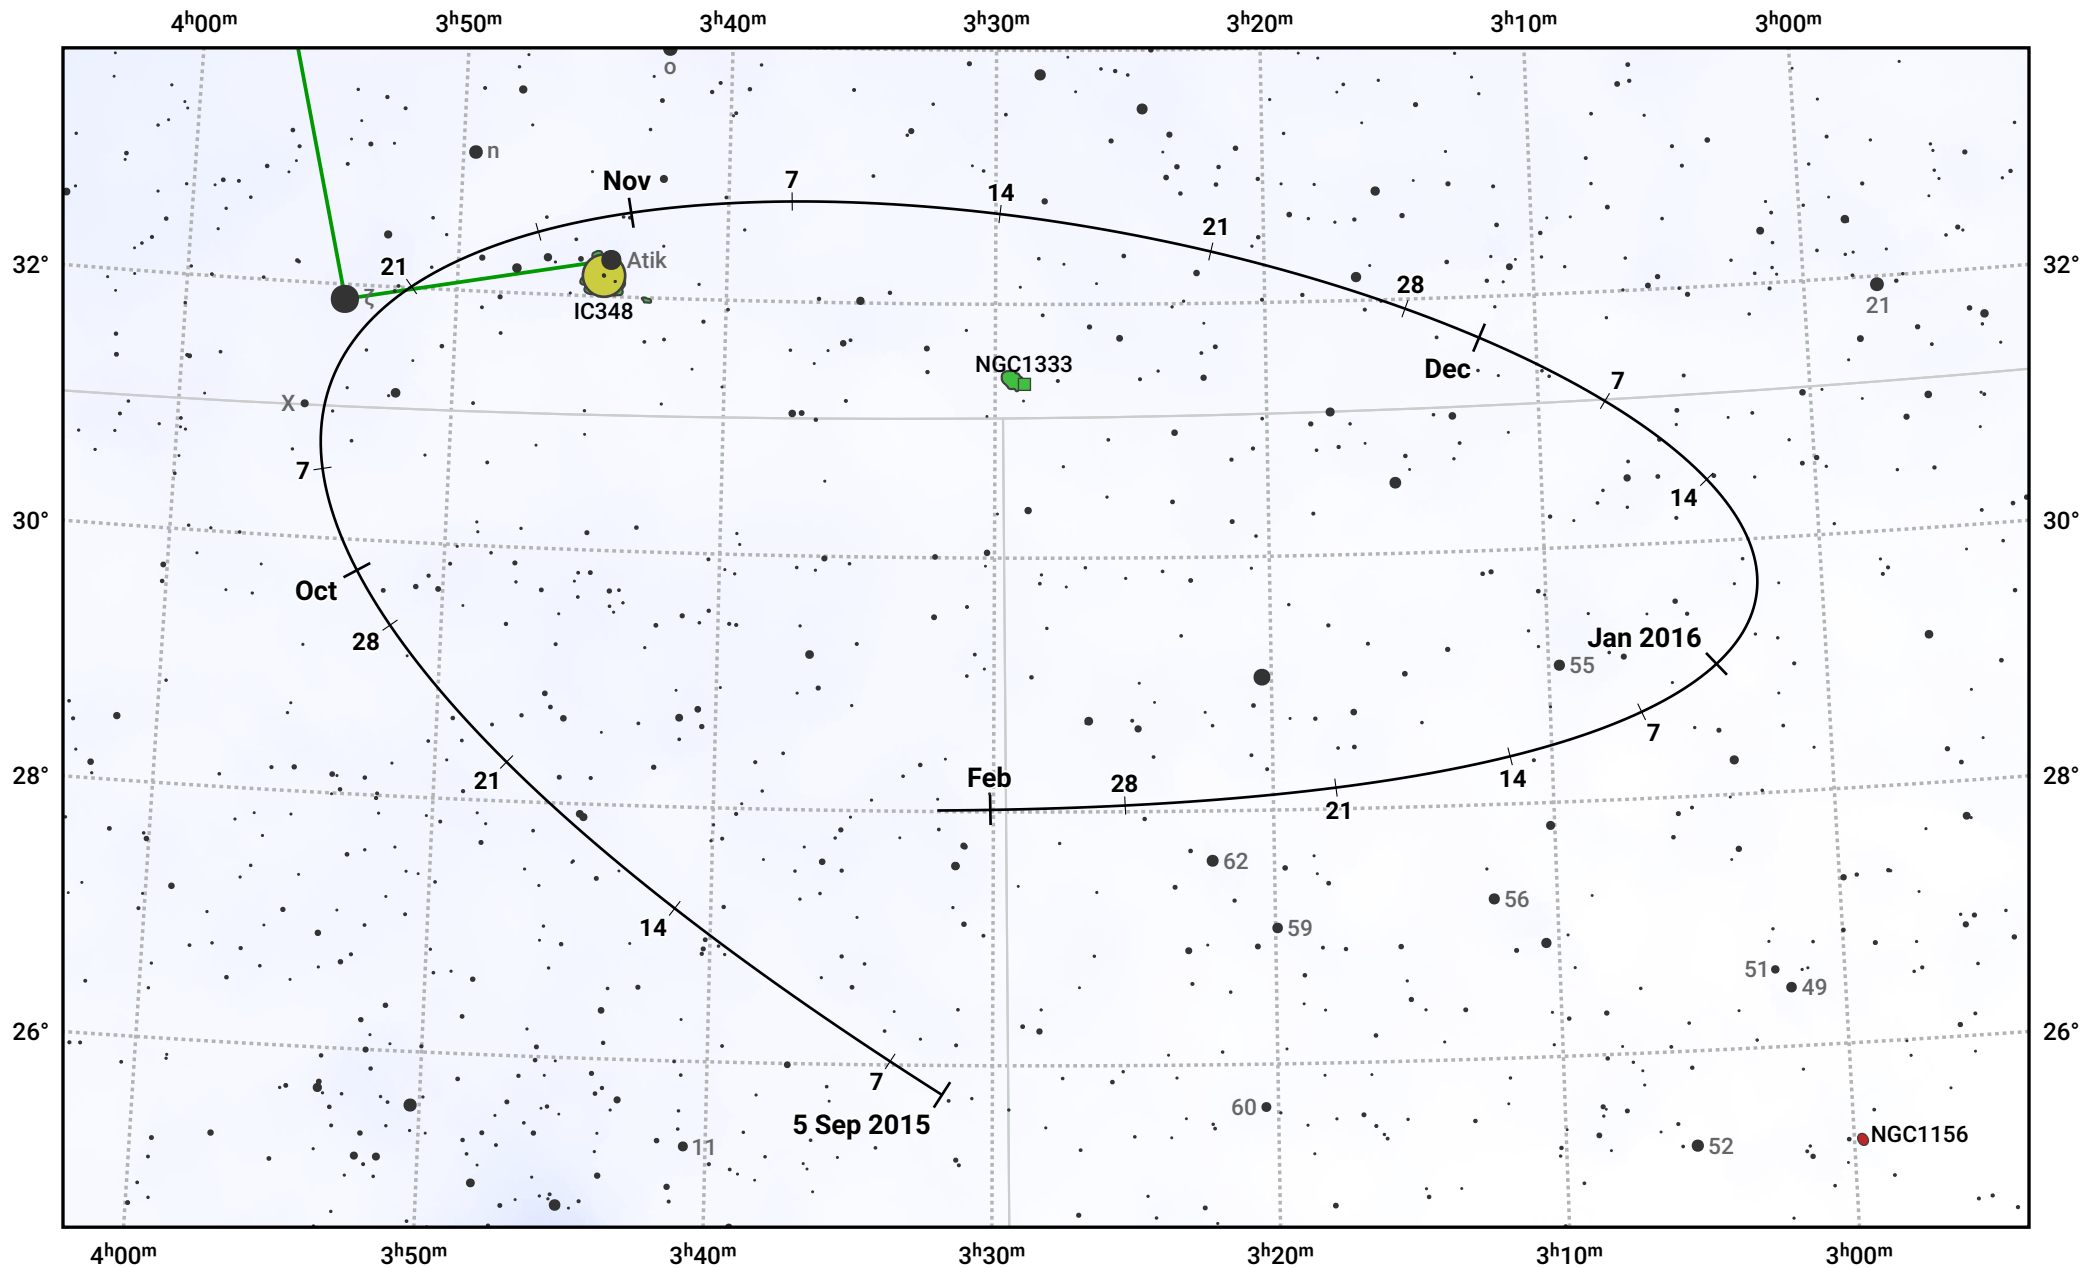 4ʰ00ᵐ 3ʰ50ᵐ 3ʰ40ᵐ 3ʰ30ᵐ 3ʰ20ᵐ 3ʰ10ᵐ 3ʰ00ᵐ
ο
n
Nov 7 14
21
32° 21 ζ Atik 32°
28 21
IC348
NGC1333 Dec
7
X
7
14
30° 30°
Oct
28 Jan 2016
55
7
28° 21 Feb 28 14 28°
21
62
56
14 59
51
49
26° 26°
7
60
5 Sep 2015
11 52 NGC1156
4ʰ00ᵐ 3ʰ50ᵐ 3ʰ40ᵐ 3ʰ30ᵐ 3ʰ20ᵐ 3ʰ10ᵐ 3ʰ00ᵐ